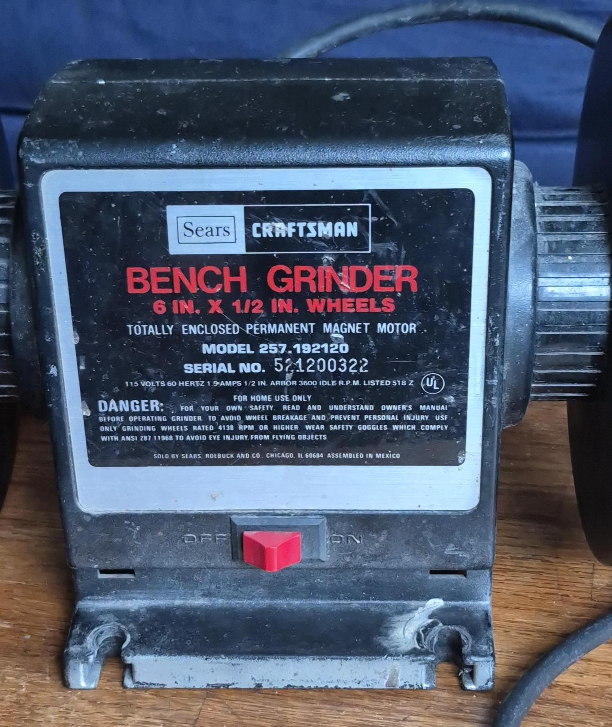 Sears CRAFTSMAN
BENCH GRINDER
6 IN. X 1/2 IN. WHEELS
TOTALLY ENCLOSED PERMANENT MAGNET MOTOR
MODEL 257.192120
SERIAL NO. 521200322
115 VOLTS 60 HERTZ 1.9 AMPS 1/2 IN. ARBOR 3600 IDLE R.P.M. LISTED 518 Z UL
FOR HOME USE ONLY
DANGER: FOR YOUR OWN SAFETY, READ AND UNDERSTAND OWNER'S MANUAL
BEFORE OPERATING GRINDER TO AVOID WHEEL BREAKAGE AND PREVENT PERSONAL INJURY USE
ONLY GRINDING WHEELS RATED 4138 RPM OR HIGHER WEAR SAFETY GOGGLES WHICH COMPLY
WITH ANSI Z87.1 1968 TO AVOID EYE INJURY FROM FLYING OBJECTS
SOLD BY SEARS, ROEBUCK AND CO. CHICAGO, IL 60684 ASSEMBLED IN MEXICO
OFF ON